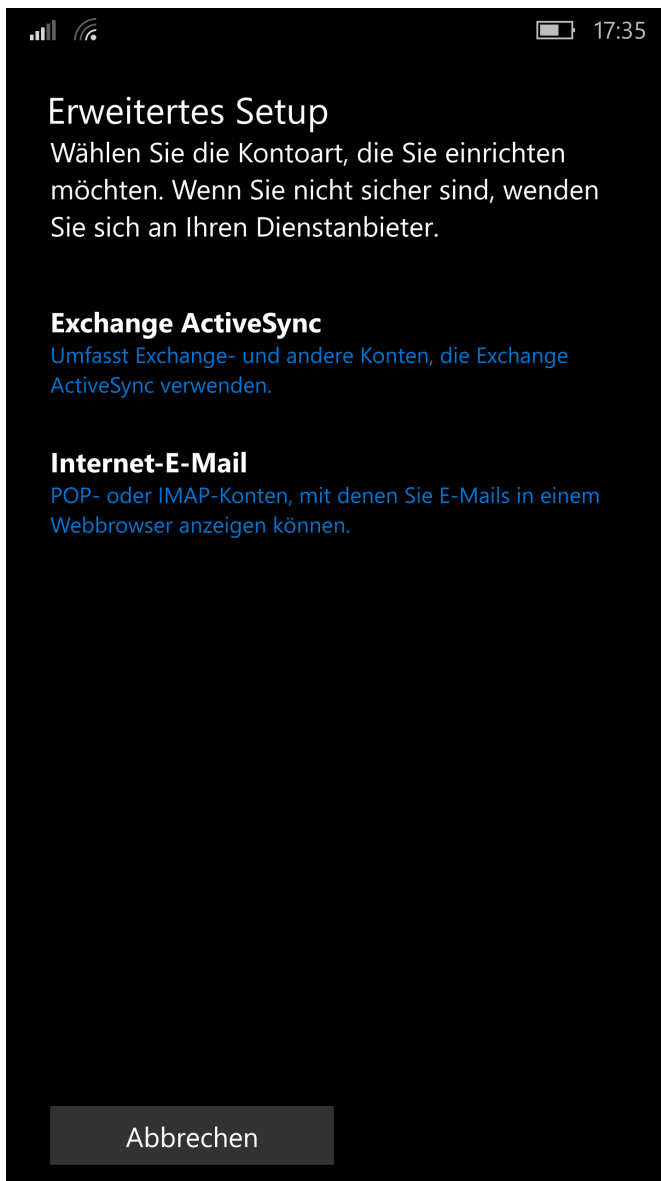 17:35
Erweitertes Setup
Wählen Sie die Kontoart, die Sie einrichten
möchten. Wenn Sie nicht sicher sind, wenden
Sie sich an Ihren Dienstanbieter.
Exchange ActiveSync
Umfasst Exchange- und andere Konten, die Exchange
ActiveSync verwenden.
Internet-E-Mail
POP- oder IMAP-Konten, mit denen Sie E-Mails in einem
Webbrowser anzeigen können.
Abbrechen